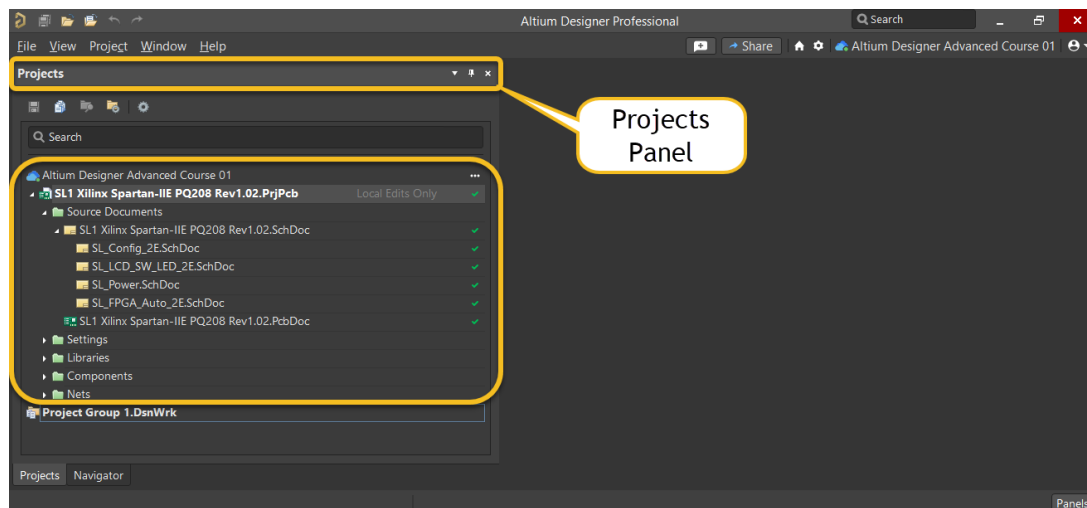 Altium Designer Professional
Search
File View Project Window Help
Share
Altium Designer Advanced Course 01
Projects
Projects
Panel
Search
Altium Designer Advanced Course 01
SL1 Xilinx Spartan-IIE PQ208 Rev1.02.PrjPcb Local Edits Only
Source Documents
SL1 Xilinx Spartan-IIE PQ208 Rev1.02.SchDoc
SL_Config_2E.SchDoc
SL_LCD_SW_LED_2E.SchDoc
SL_Power.SchDoc
SL_FPGA_Auto_2E.SchDoc
SL1 Xilinx Spartan-IIE PQ208 Rev1.02.PcbDoc
Settings
Libraries
Components
Nets
Project Group 1.DsnWrk
Projects Navigator
Panels